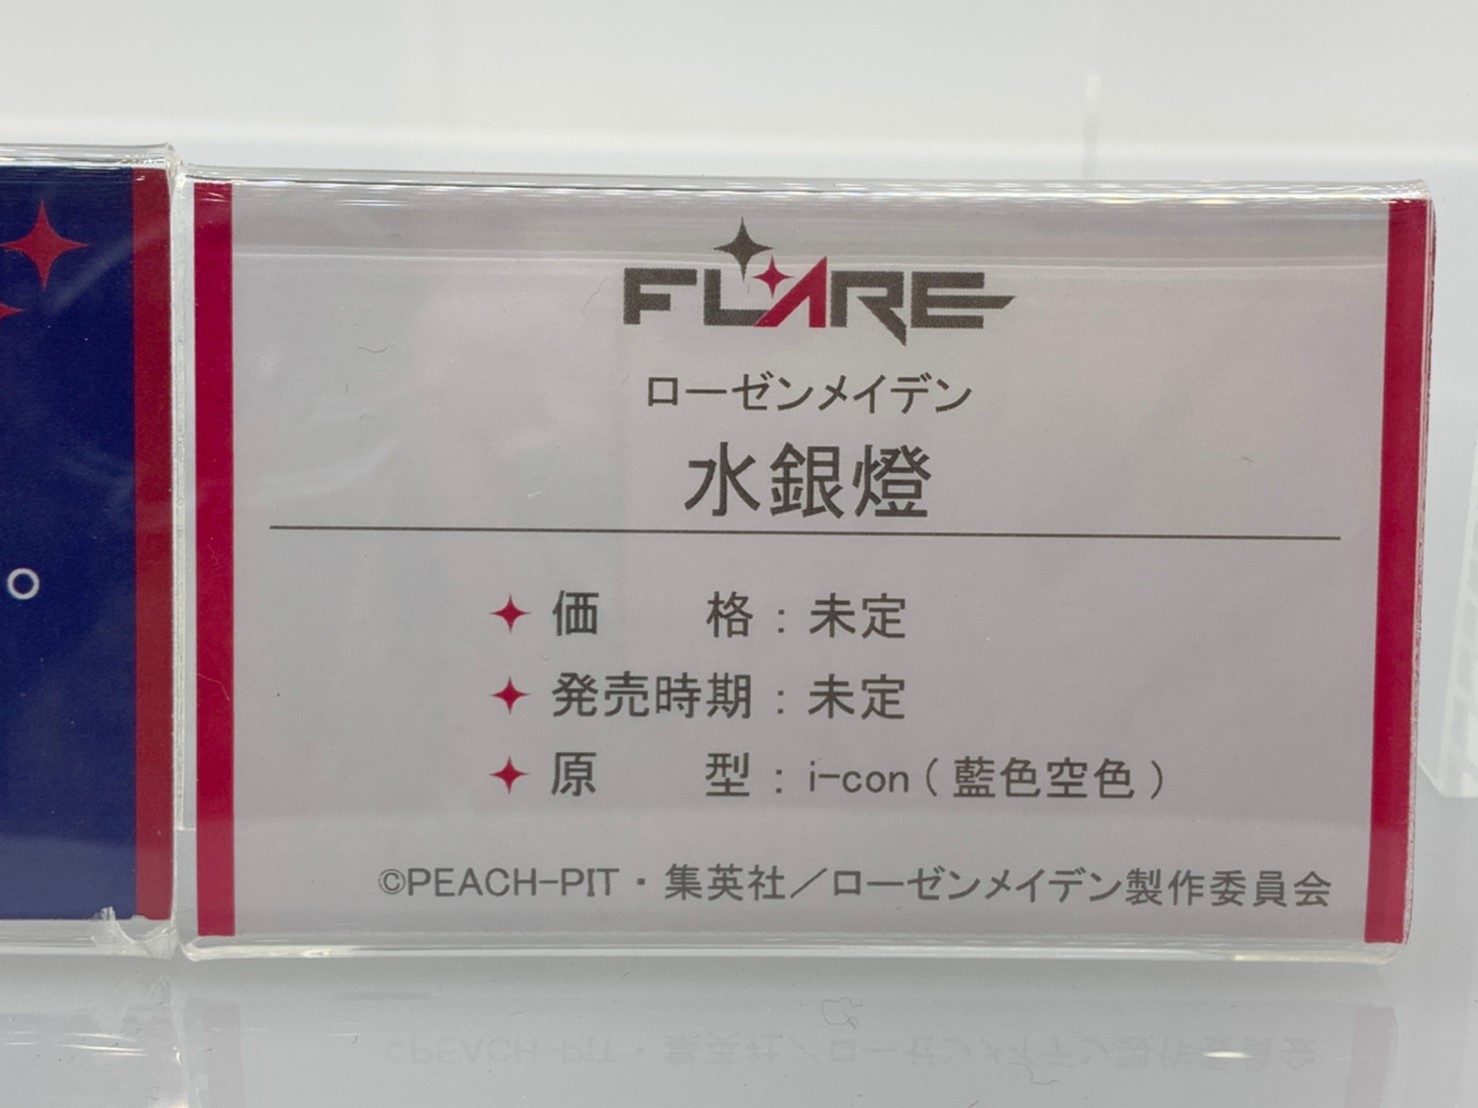 FLARE
ローゼンメイデン
水銀燈
価　　格：未定
発売時期：未定
原　　型：i-con（藍色空色）
©PEACH-PIT・集英社／ローゼンメイデン製作委員会